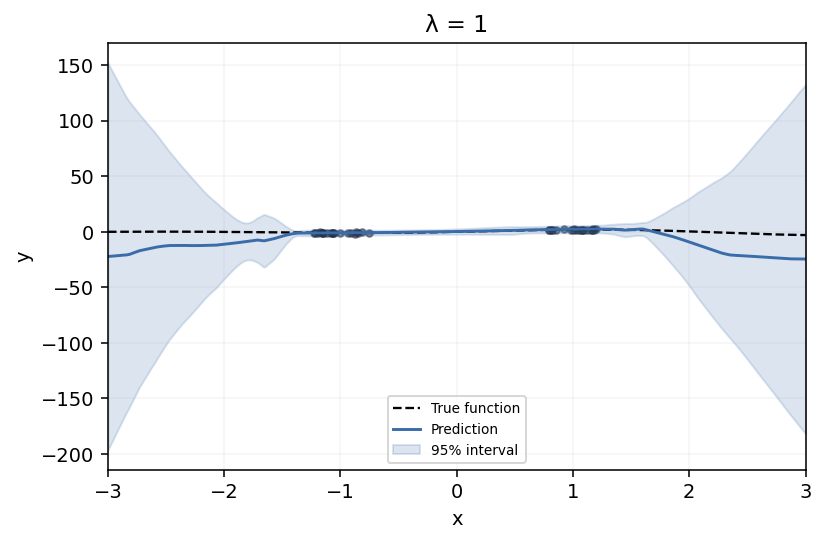 λ = 1
150
100
50
0
−50
−100
−150
−200
y
True function
Prediction
95% interval
−3
−2
−1
0
1
2
3
x